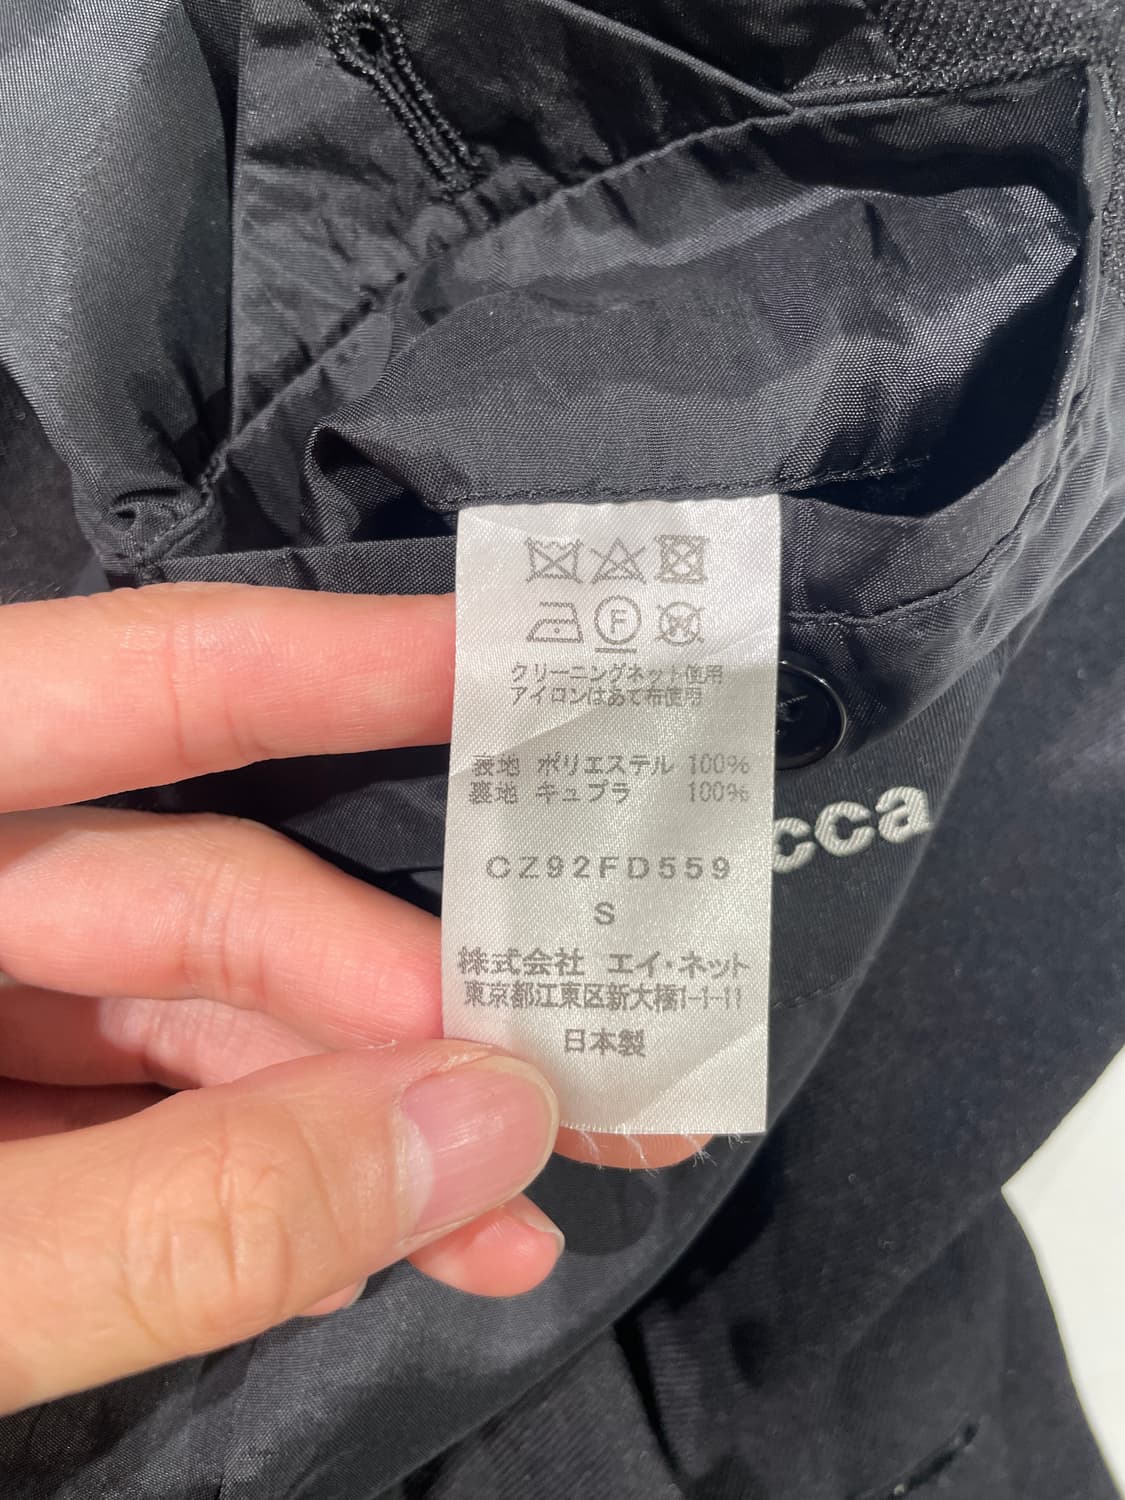 F
W
クリーニングネット使用
アイロンはあて布使用
表地 ポリエステル 100%
裏地 キュプラ 100%
cca
CZ92FD559
S
株式会社 エイ・ネット
東京都江東区新大橋1-1-11
日本製